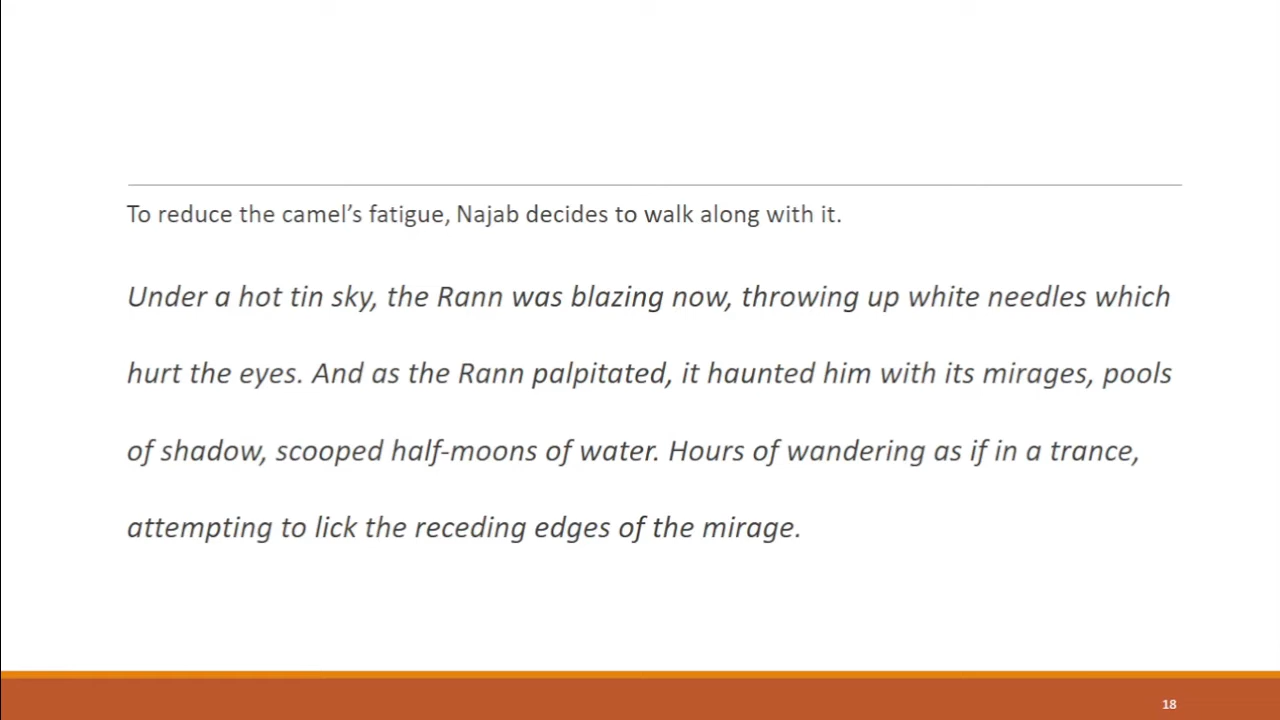 To reduce the camel’s fatigue, Najab decides to walk along with it.
Under a hot tin sky, the Rann was blazing now, throwing up white needles which
hurt the eyes. And as the Rann palpitated, it haunted him with its mirages, pools
of shadow, scooped half-moons of water. Hours of wandering as if in a trance,
attempting to lick the receding edges of the mirage.
18